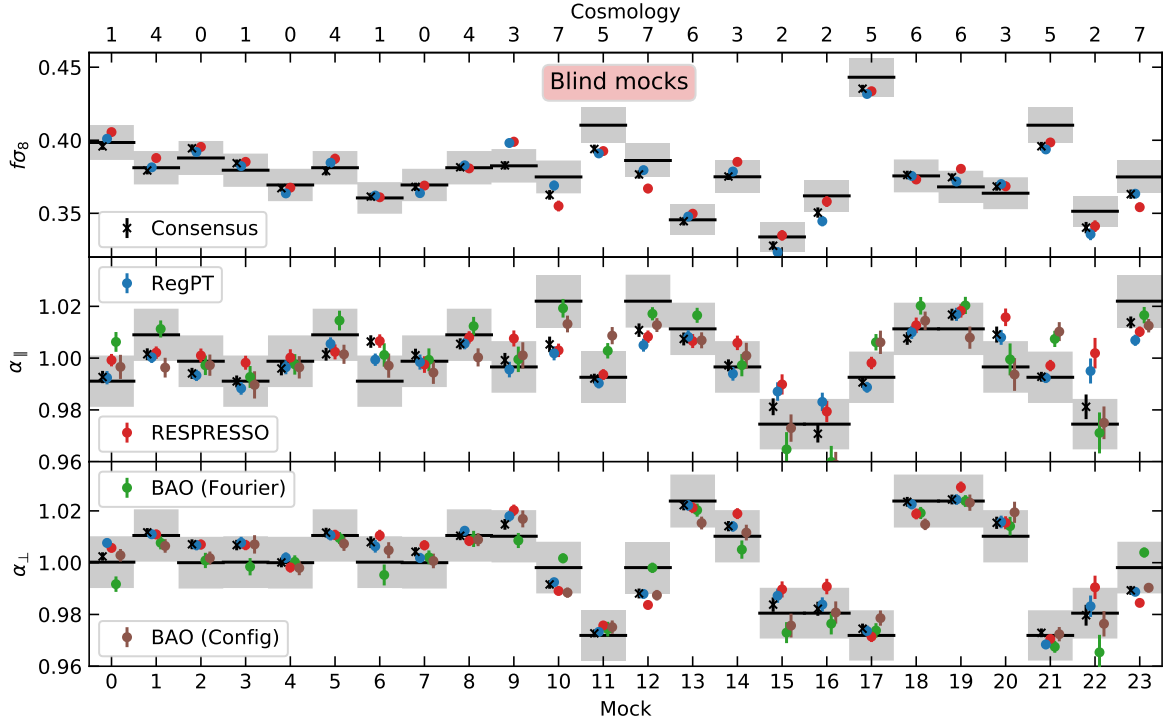 Cosmology
1 4 0 1 0 4 1 0 4 3 7 5 7 6 3 2 2 5 6 6 3 5 2 7
Blind mocks
0.45
0.40
0.35
fσ8
Consensus
RegPT
1.02
1.00
0.98
0.96
α∥
RESPRESSO
BAO (Fourier)
1.02
1.00
0.98
0.96
α⊥
BAO (Config)
0 1 2 3 4 5 6 7 8 9 10 11 12 13 14 15 16 17 18 19 20 21 22 23
Mock